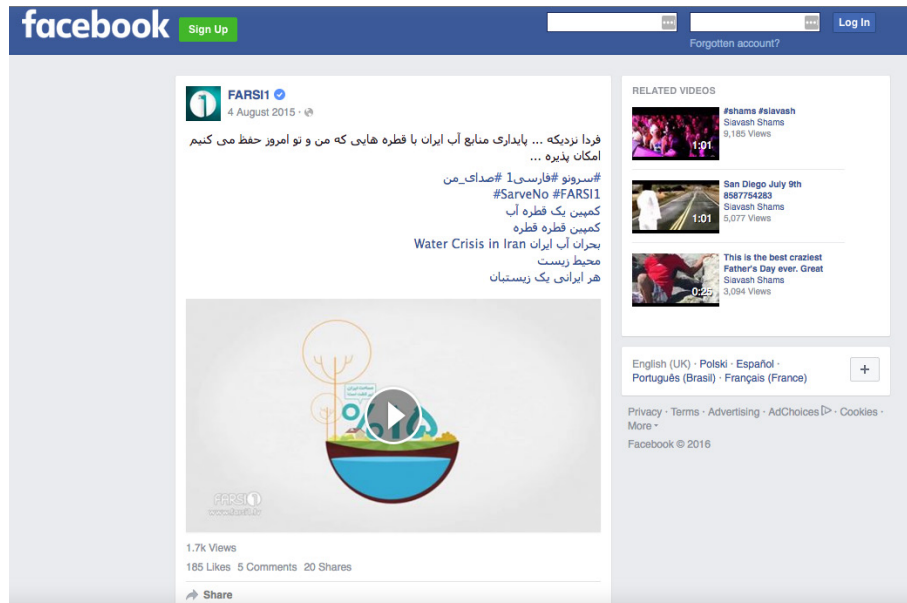 facebook
Sign Up
Log In
Forgotten account?
FARSI1
4 August 2015
فردا نزدیکه ... پایداری منابع آب ایران با قطره هایی که من و تو امروز حفظ می کنیم
امکان پذیره ...
#سرونو #فارسی1 #صدای_من
#SarveNo #FARSI1
کمپین یک قطره آب
کمپین قطره قطره
بحران آب ایران Water Crisis in Iran
محیط زیست
هر ایرانی یک زیستبان
%15
FARSI1
www.farsi1.tv
1.7k Views
185 Likes 5 Comments 20 Shares
Share
RELATED VIDEOS
#shams #siavash
Siavash Shams
9,185 Views
1:01
San Diego July 9th
8587754283
Siavash Shams
5,077 Views
1:01
This is the best craziest
Father's Day ever. Great
Siavash Shams
3,094 Views
0:25
English (UK) · Polski · Español ·
Português (Brasil) · Français (France)
+
Privacy · Terms · Advertising · AdChoices · Cookies ·
More
Facebook © 2016